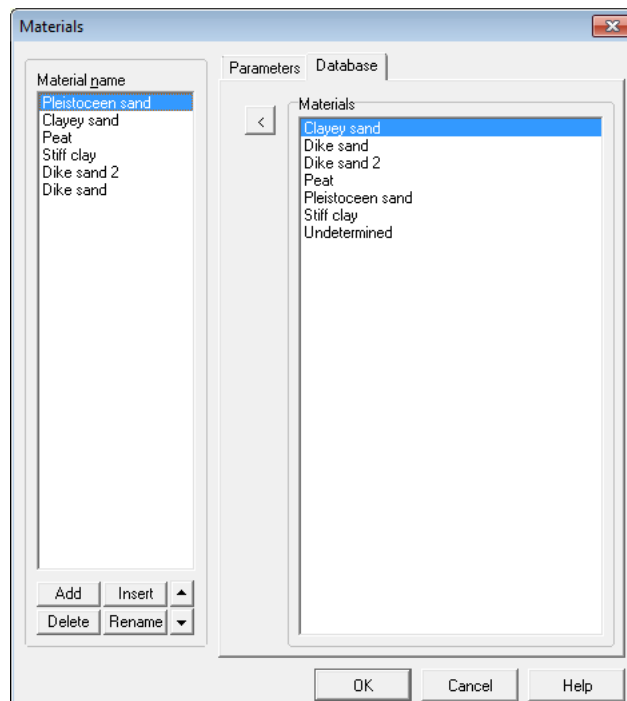 Materials
Material name
Pleistoceen sand
Clayey sand
Peat
Stiff clay
Dike sand 2
Dike sand
Add
Insert
Delete
Rename
Parameters
Database
<
Materials
Clayey sand
Dike sand
Dike sand 2
Peat
Pleistoceen sand
Stiff clay
Undetermined
OK
Cancel
Help